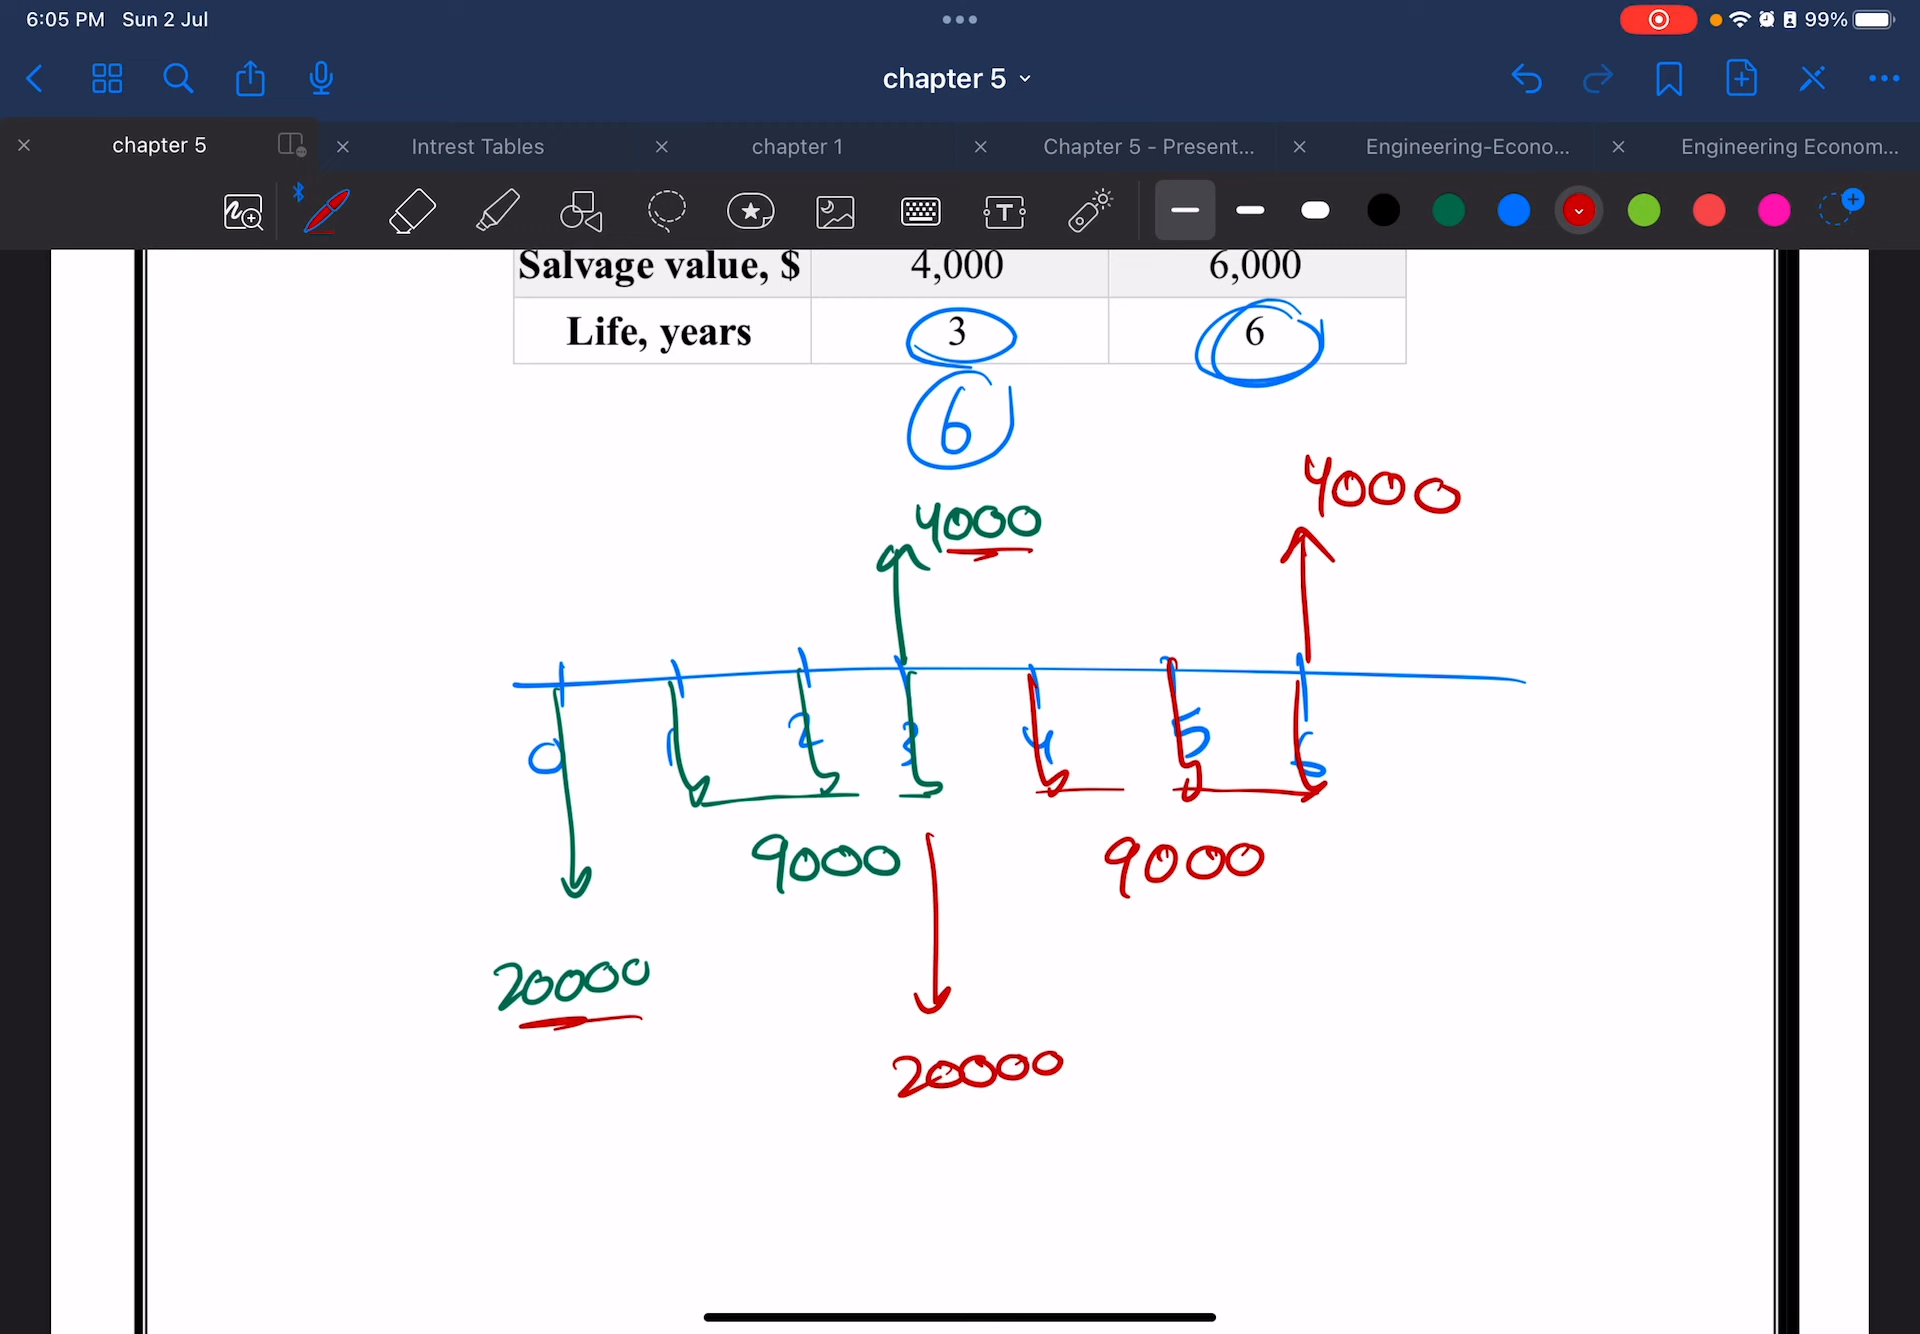 6:05 PM Sun 2 Jul
99%
chapter 5
chapter 5
Intrest Tables
chapter 1
Chapter 5 - Present...
Engineering-Econo...
Engineering Econom...
Salvage value, $ 4,000 6,000
Life, years 3 6
6
4000
4000
0 1 2 3 4 5 6
9000
9000
20000
20000